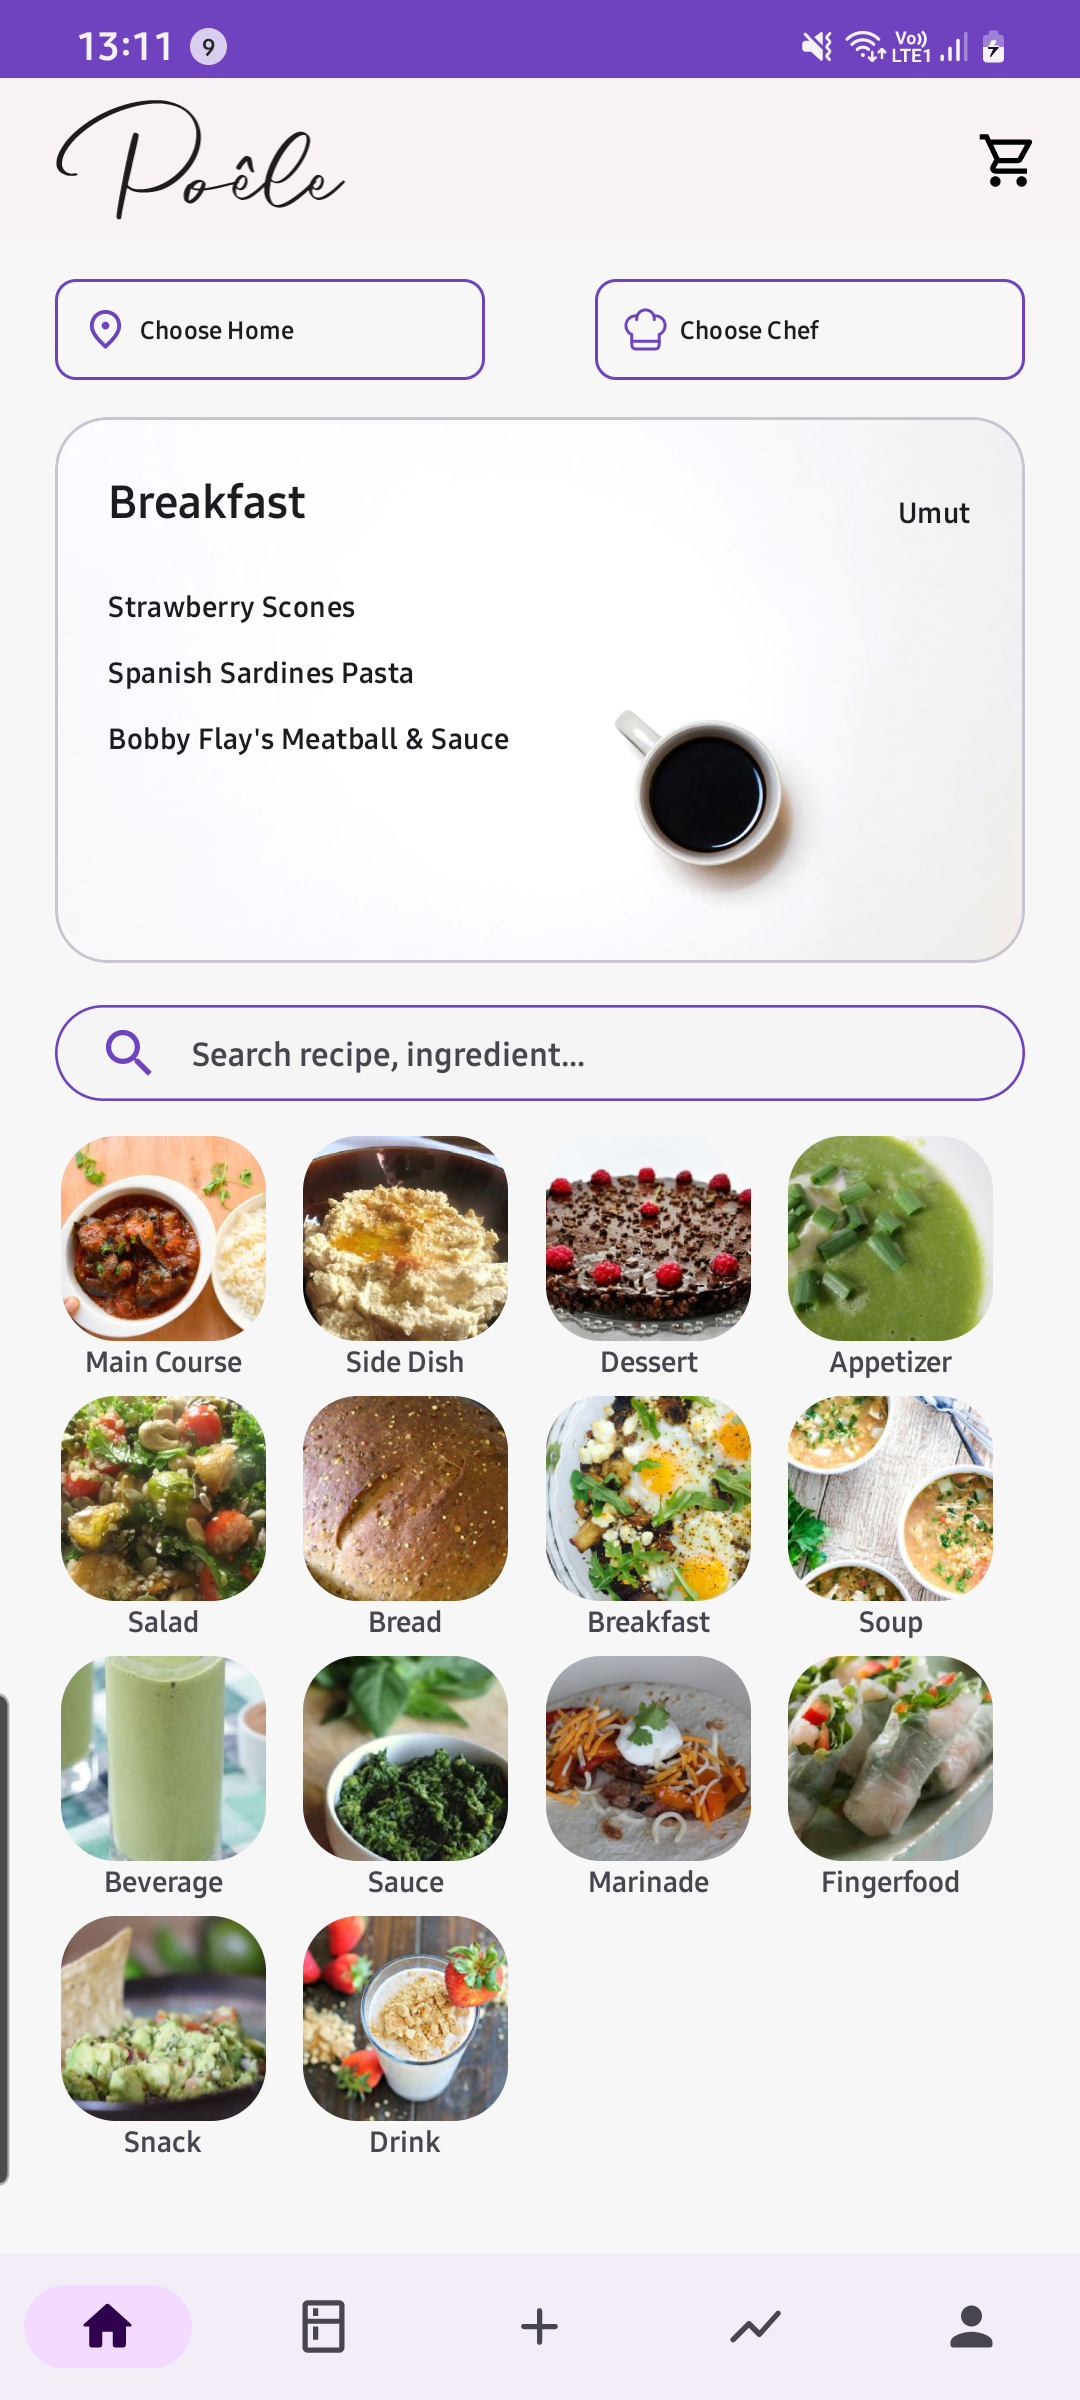 13:11 9 Vo)) LTE1
Poêle
Choose Home
Choose Chef
Breakfast
Umut
Strawberry Scones
Spanish Sardines Pasta
Bobby Flay's Meatball & Sauce
Search recipe, ingredient...
Main Course Side Dish Dessert Appetizer
Salad Bread Breakfast Soup
Beverage Sauce Marinade Fingerfood
Snack Drink